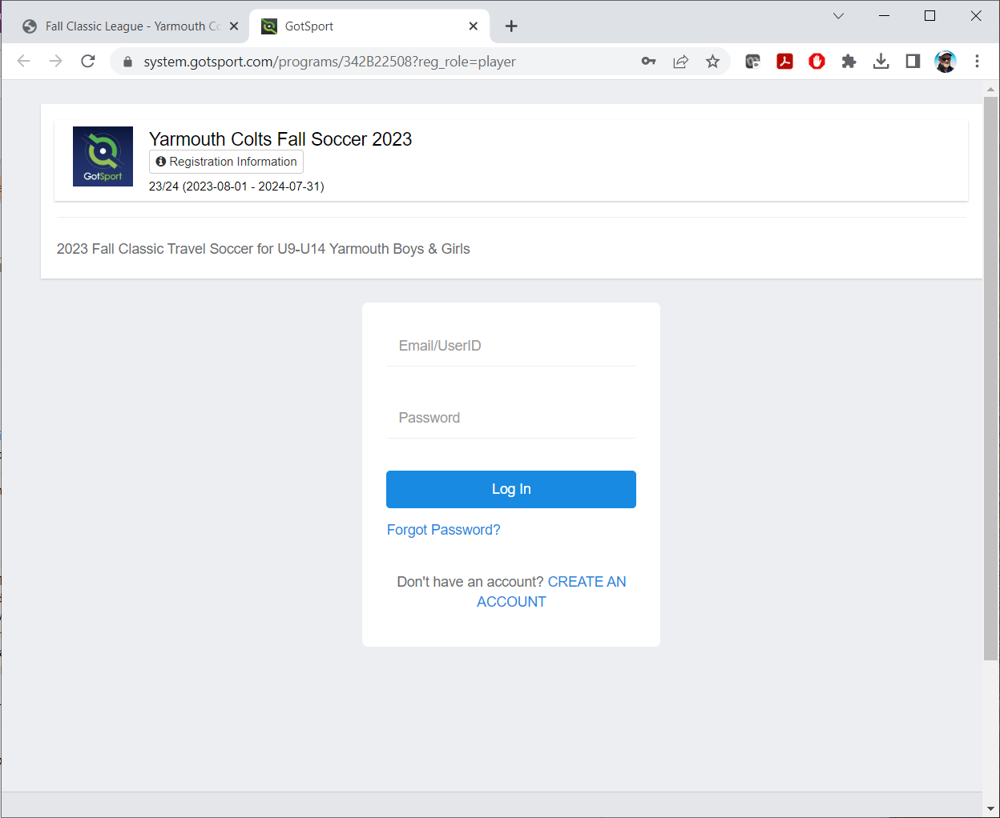 Fall Classic League - Yarmouth Co
GotSport
system.gotsport.com/programs/342B22508?reg_role=player
Yarmouth Colts Fall Soccer 2023
GotSport
Registration Information
23/24 (2023-08-01 - 2024-07-31)
2023 Fall Classic Travel Soccer for U9-U14 Yarmouth Boys & Girls
Email/UserID
Password
Log In
Forgot Password?
Don't have an account? CREATE AN
ACCOUNT